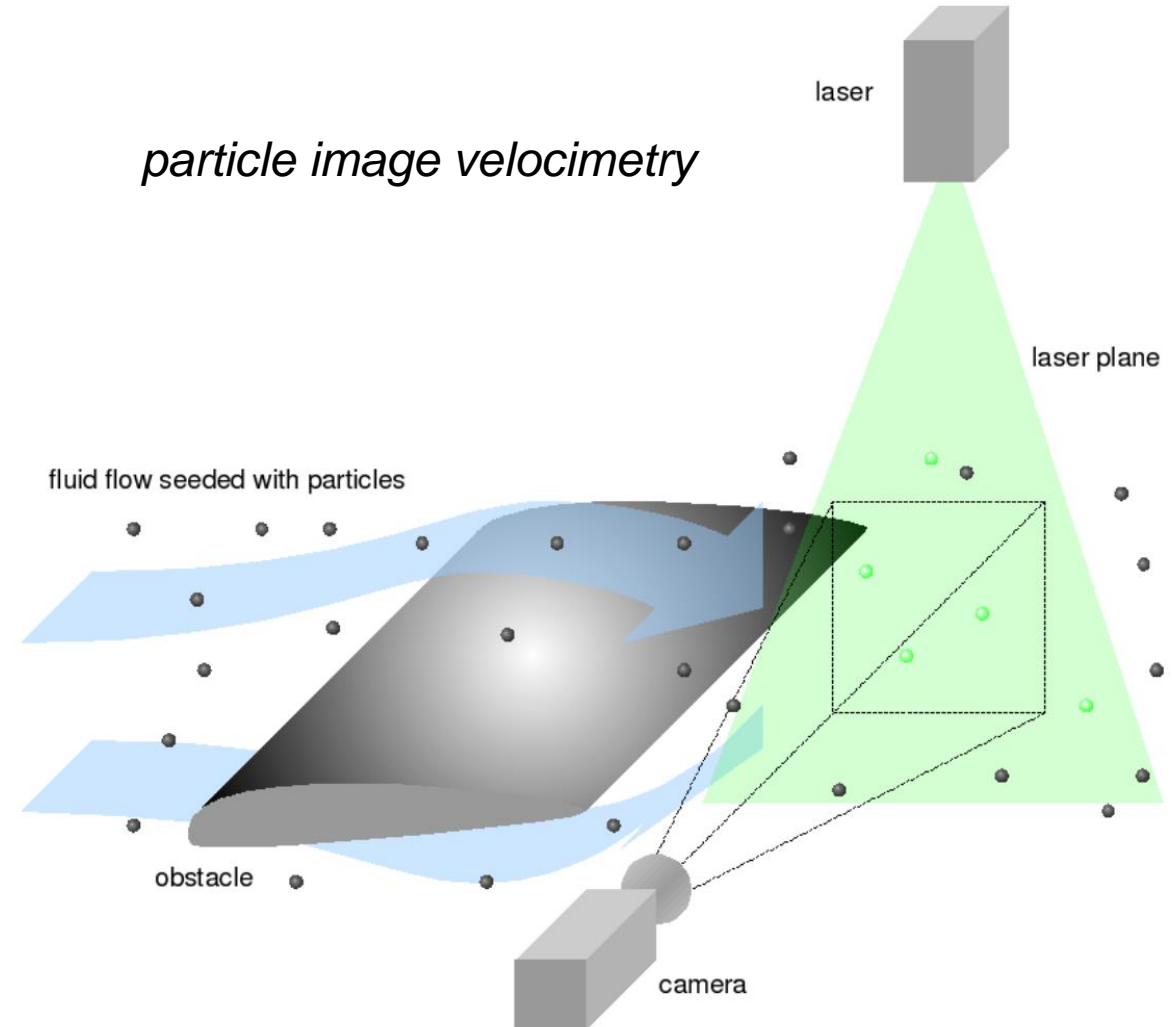 laser
particle image velocimetry
laser plane
fluid flow seeded with particles
obstacle
camera